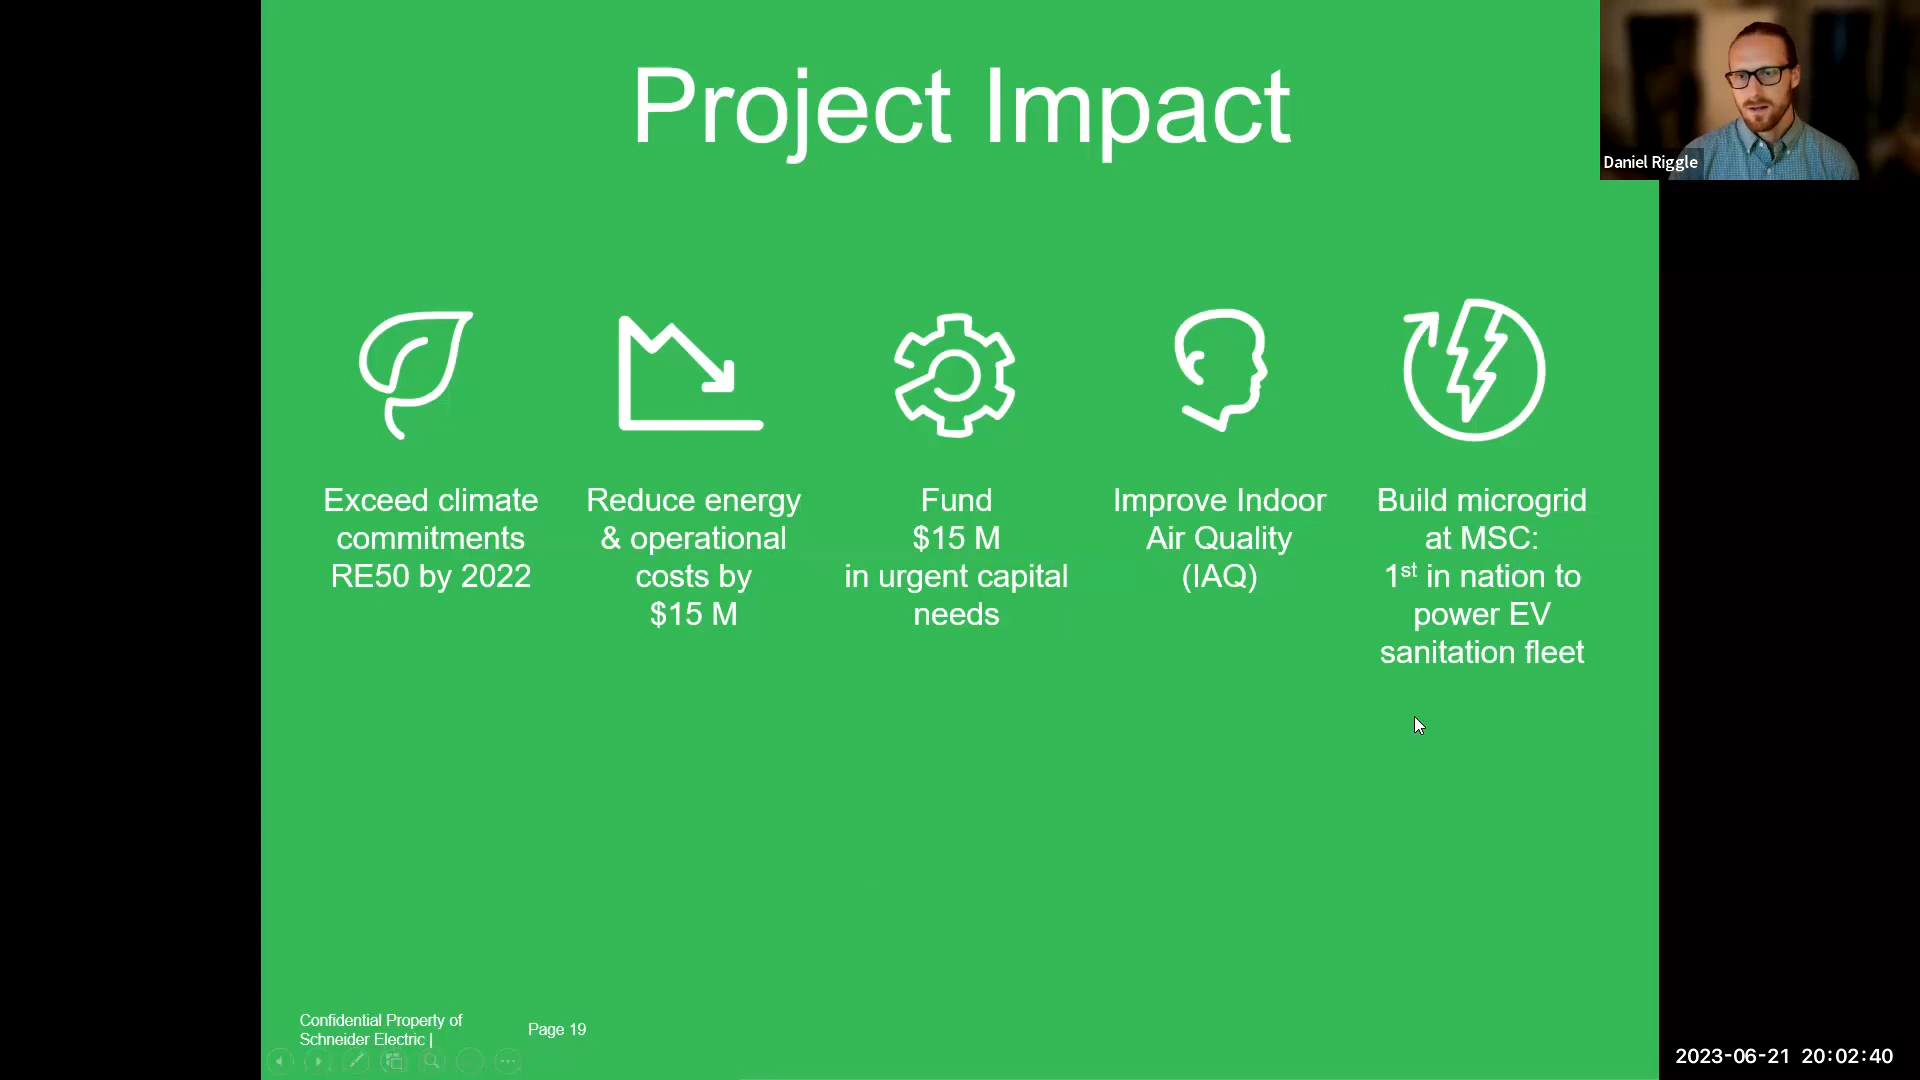 Project Impact
Daniel Riggle
Exceed climate
commitments
RE50 by 2022
Reduce energy
& operational
costs by
$15 M
Fund
$15 M
in urgent capital
needs
Improve Indoor
Air Quality
(IAQ)
Build microgrid
at MSC:
1st in nation to
power EV
sanitation fleet
Confidential Property of
Schneider Electric |
Page 19
2023-06-21 20:02:40